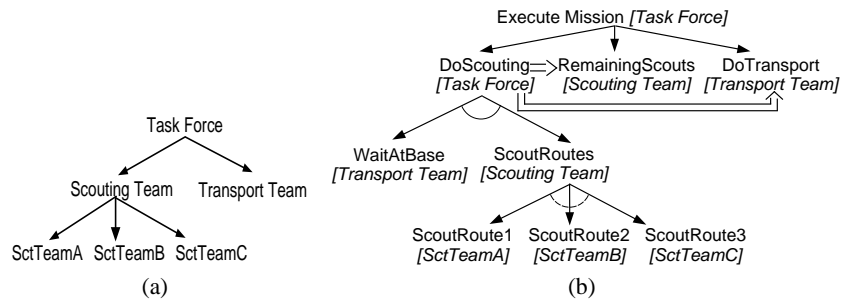 Task Force
Scouting Team Transport Team
SctTeamA SctTeamB SctTeamC
(a)
Execute Mission [Task Force]
DoScouting RemainingScouts DoTransport
[Task Force] [Scouting Team] [Transport Team]
WaitAtBase ScoutRoutes
[Transport Team] [Scouting Team]
ScoutRoute1 ScoutRoute2 ScoutRoute3
[SctTeamA] [SctTeamB] [SctTeamC]
(b)